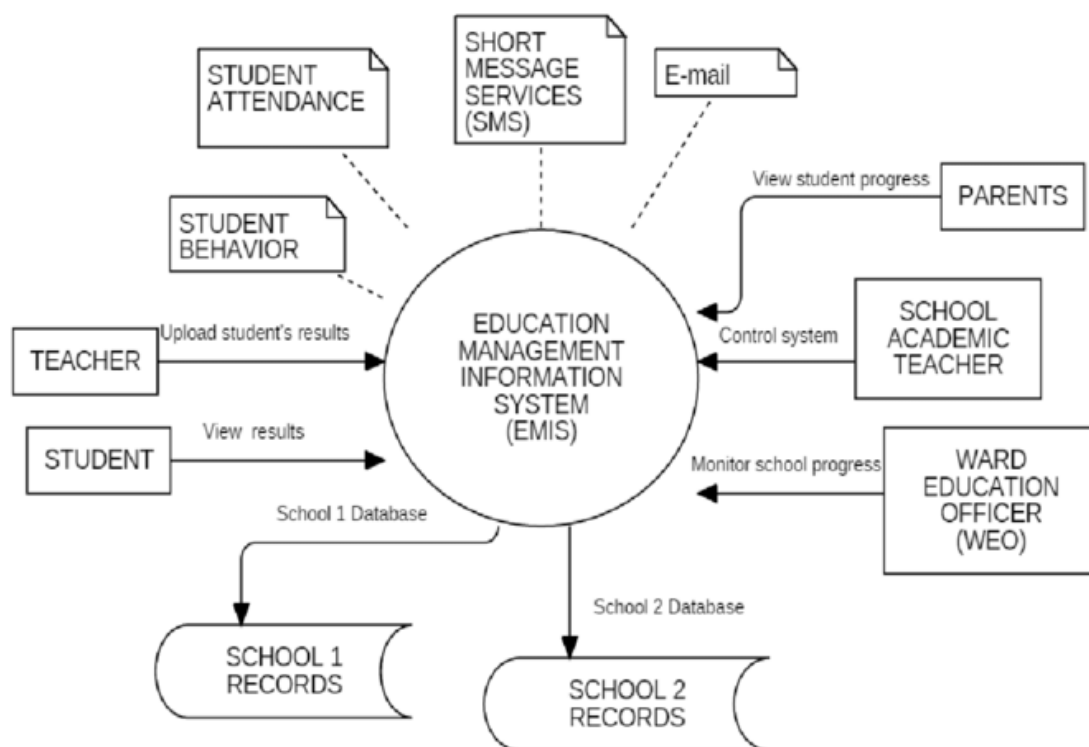 STUDENT
ATTENDANCE
SHORT
MESSAGE
SERVICES
(SMS)
E-mail
STUDENT
BEHAVIOR
View student progress
PARENTS
EDUCATION
MANAGEMENT
INFORMATION
SYSTEM
(EMIS)
Upload student's results
TEACHER
Control system
SCHOOL
ACADEMIC
TEACHER
View results
STUDENT
Monitor school progress
WARD
EDUCATION
OFFICER
(WEO)
School 1 Database
School 2 Database
SCHOOL 1
RECORDS
SCHOOL 2
RECORDS